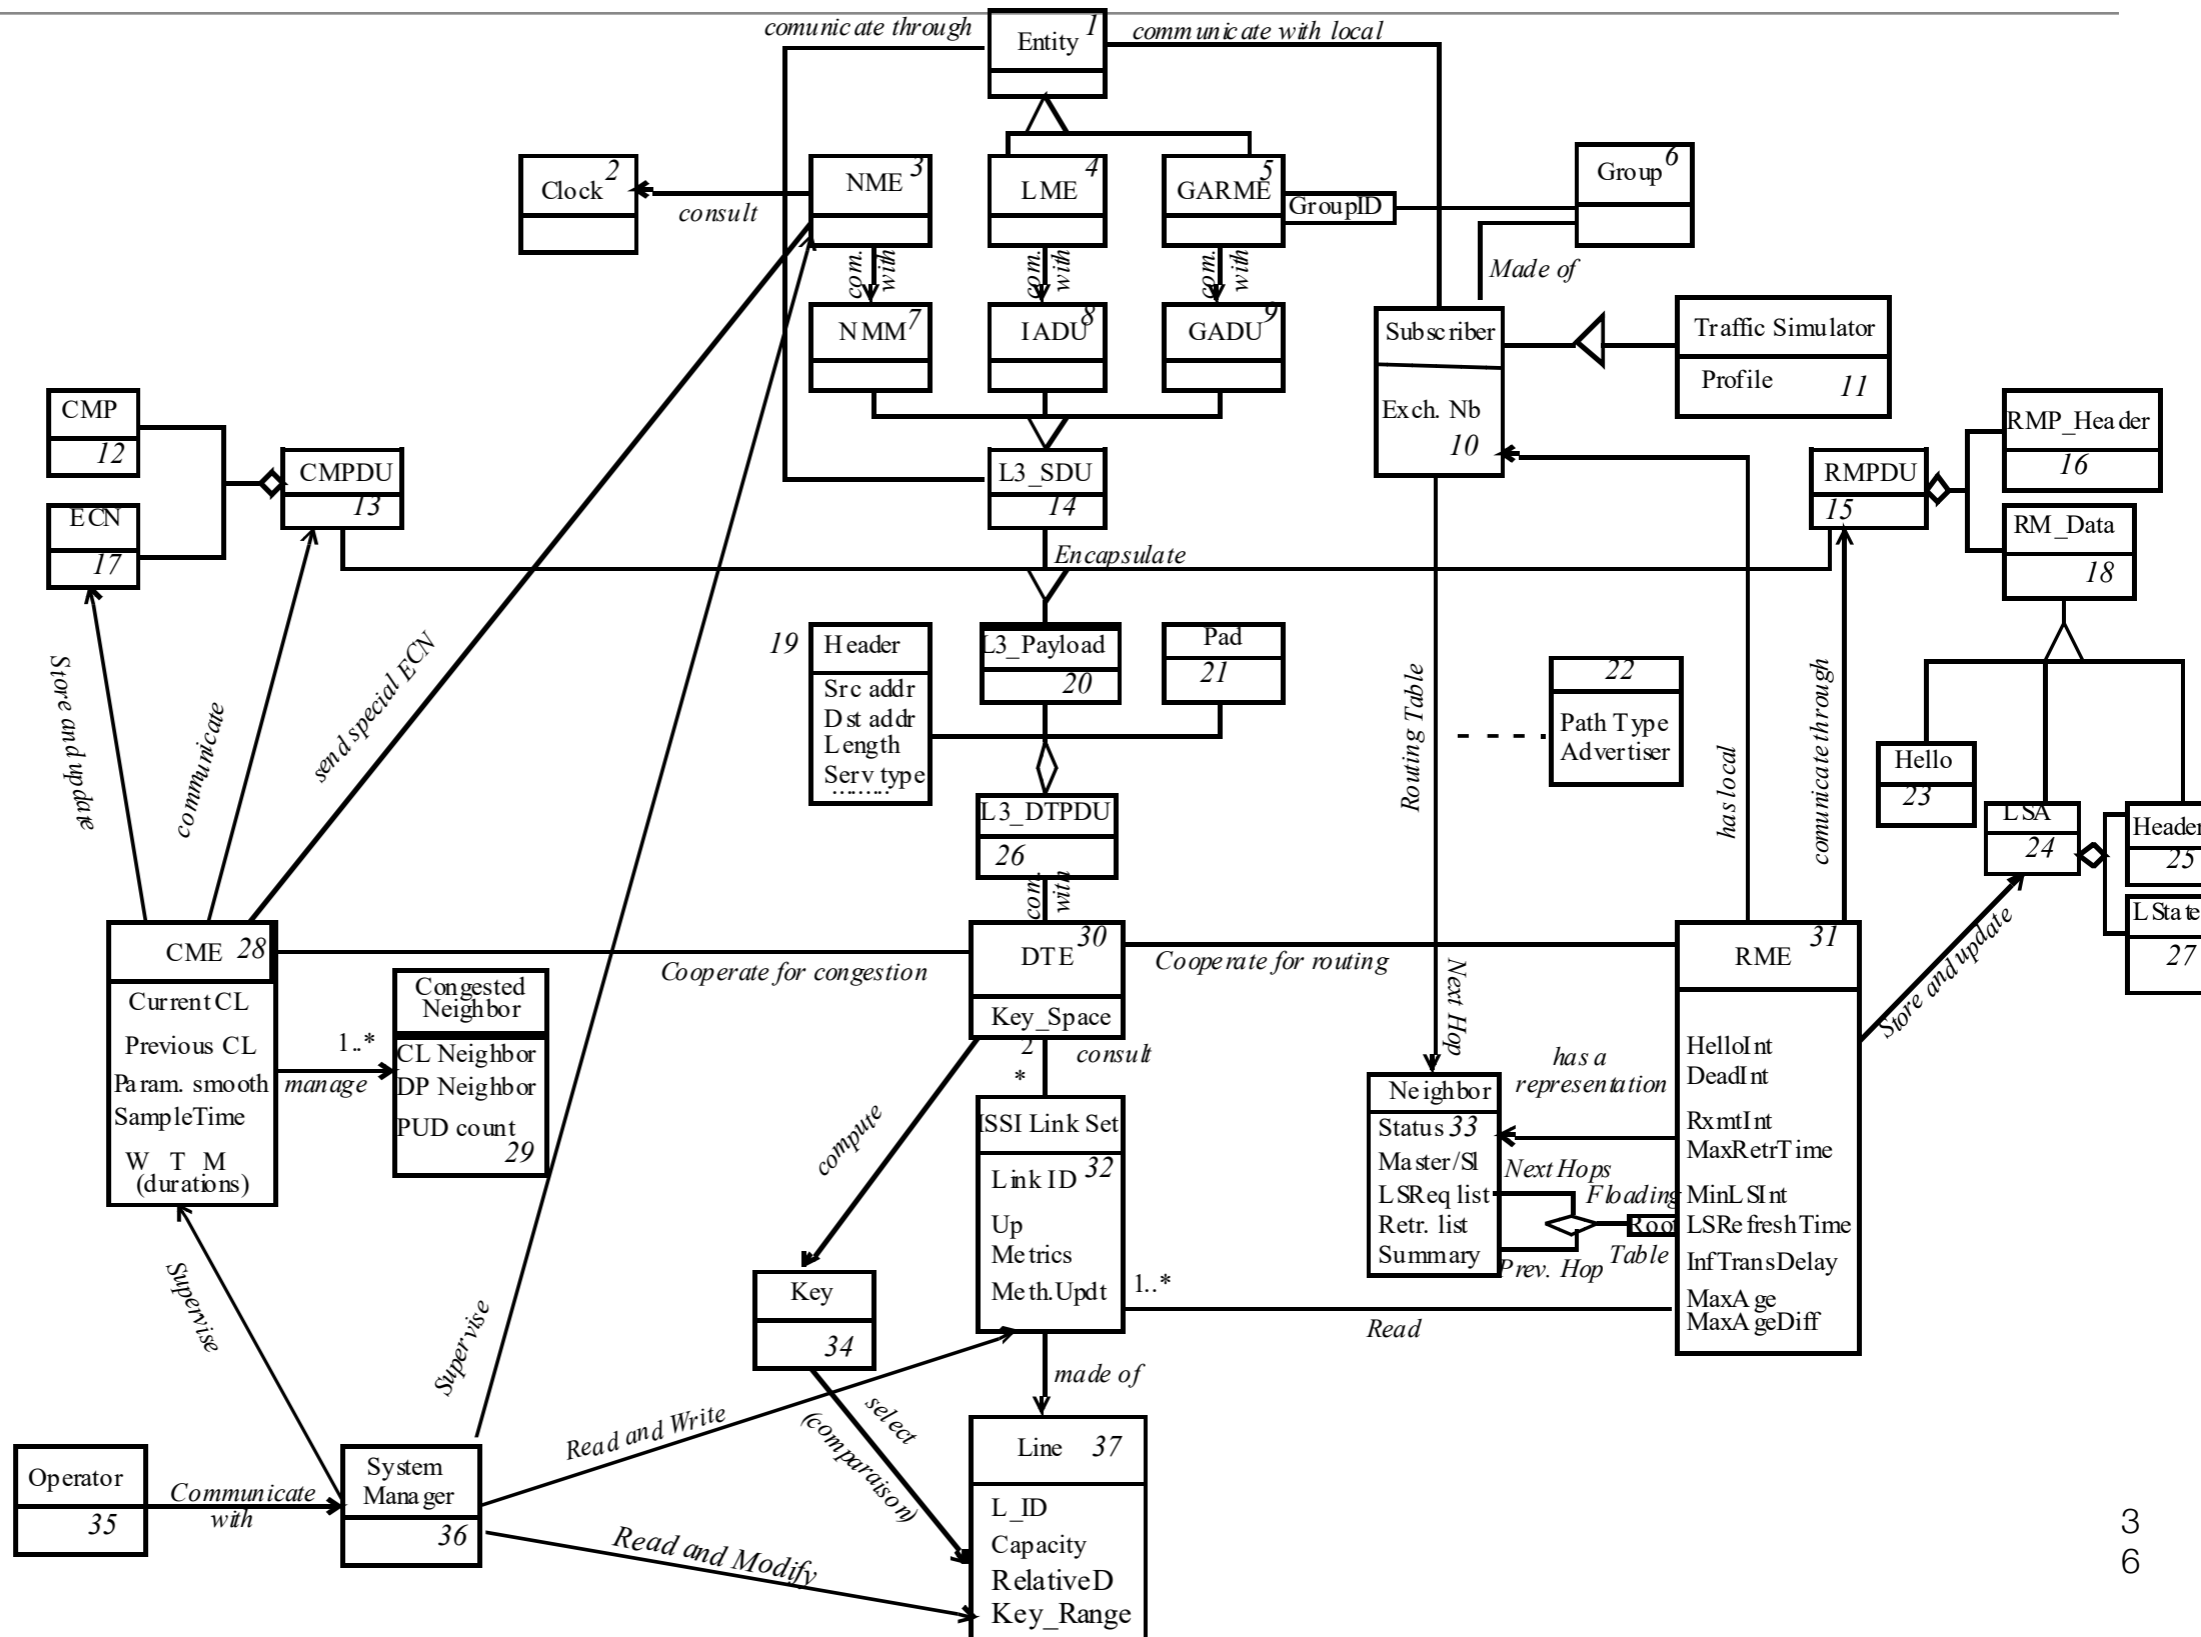 comunicate through
Entity 1
communicate with local
Clock 2
consult
NME 3
LME 4
GARME 5
GroupID
Group 6
Made of
com. with
com. with
com. with
NMM 7
IADU 8
GADU 9
Subscriber
Exch. Nb
10
Traffic Simulator
Profile 11
CMP
12
CMPDU
13
ECN
17
L3_SDU
14
RMPDU
15
RMP_Header
16
RM_Data
18
Encapsulate
19
Header
Src addr
Dst addr
Length
Serv type
.........
L3_Payload
20
Pad
21
22
Path Type
Advertiser
Store and update
communicate
send special ECN
Routing Table
has local
comunicate through
Hello
23
LSA
24
Header
25
LState
27
L3_DTPDU
26
com. with
CME 28
Current CL
Previous CL
Param. smooth
SampleTime
W T M
(durations)
1..*
manage
Congested
Neighbor
CL Neighbor
DP Neighbor
PUD count
29
Cooperate for congestion
DTE 30
Key_Space
Cooperate for routing
Next Hop
RME 31
HelloInt
DeadInt
RxmtInt
MaxRetrTime
MinLSInt
LSRefreshTime
InfTransDelay
MaxAge
MaxAgeDiff
Store and update
2
*
consult
compute
ISSI Link Set
Link ID 32
Up
Metrics
Meth.Updt
has a
representation
Neighbor
Status 33
Master/Sl
LSReq list
Retr. list
Summary
Next Hops
Floading
Root
Prev. Hop
Table
1..*
Read
Supervise
Supervise
Key
34
made of
select
(comparaison)
Read and Write
Operator
35
Communicate
with
System
Manager
36
Read and Modify
Line 37
L_ID
Capacity
RelativeD
Key_Range
3
6